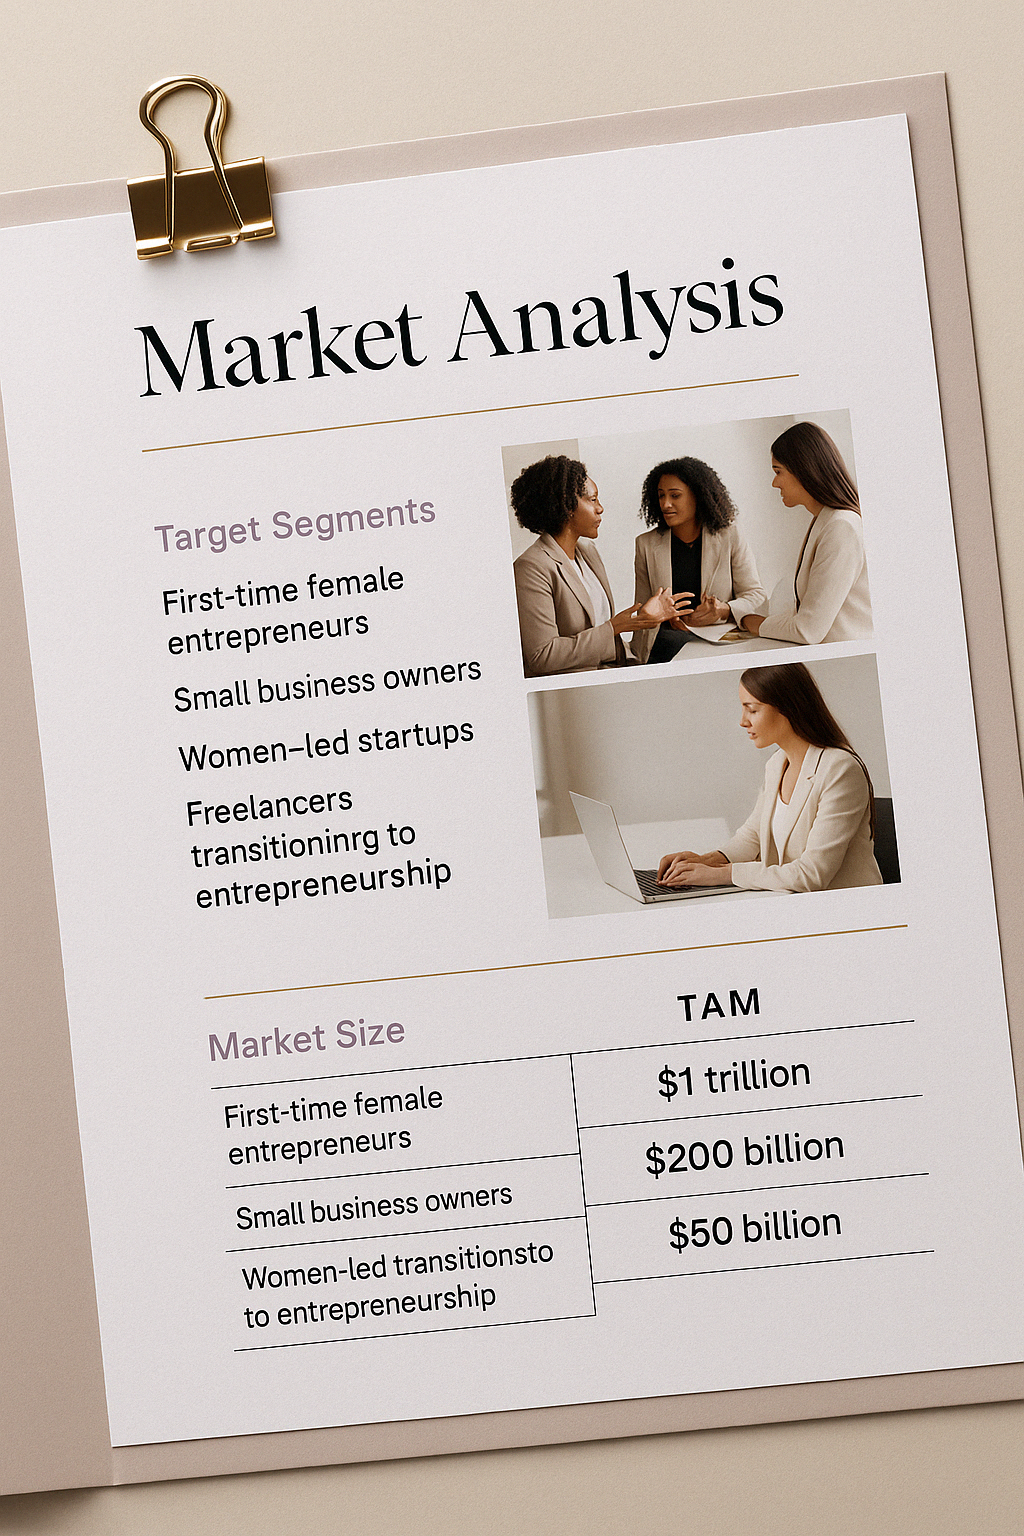 Market Analysis
Target Segments
First-time female
entrepreneurs
Small business owners
Women–led startups
Freelancers
transitioninrg to
entrepreneurship
Market Size
TAM
First-time female
entrepreneurs
$1 trillion
Small business owners
$200 billion
Women-led transitionsto
to entrepreneurship
$50 billion